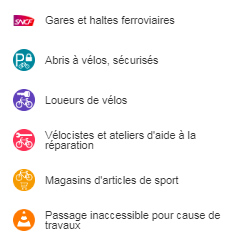 SNCF
Gares et haltes ferroviaires
P
Abris à vélos, sécurisés
Loueurs de vélos
Vélocistes et ateliers d'aide à la
réparation
Magasins d'articles de sport
Passage inaccessible pour cause de
travaux